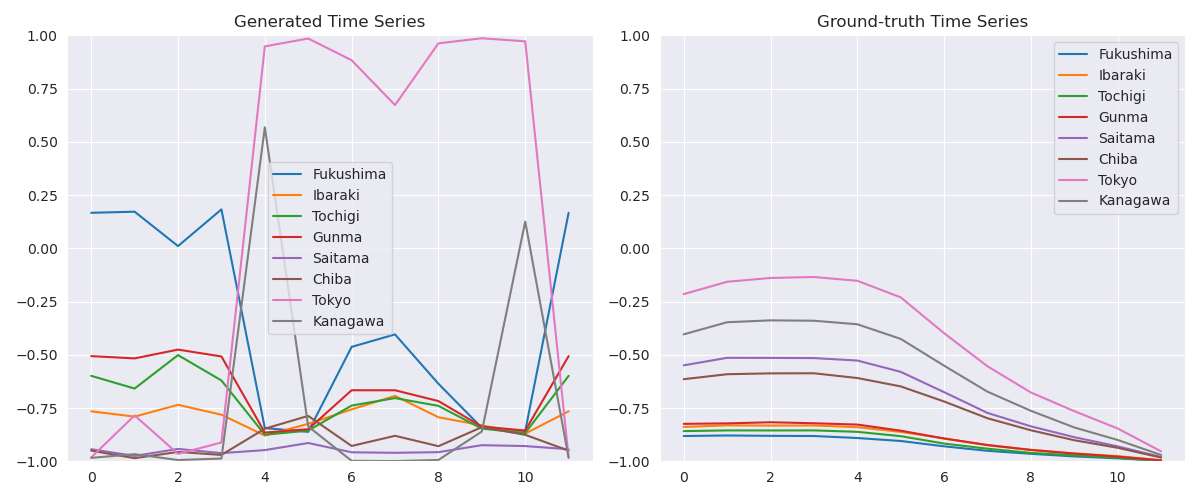 Generated Time Series
1.00
0.75
0.50
0.25
0.00
−0.25
−0.50
−0.75
−1.00
0 2 4 6 8 10
Fukushima
Ibaraki
Tochigi
Gunma
Saitama
Chiba
Tokyo
Kanagawa
Ground-truth Time Series
1.00
0.75
0.50
0.25
0.00
−0.25
−0.50
−0.75
−1.00
0 2 4 6 8 10
Fukushima
Ibaraki
Tochigi
Gunma
Saitama
Chiba
Tokyo
Kanagawa